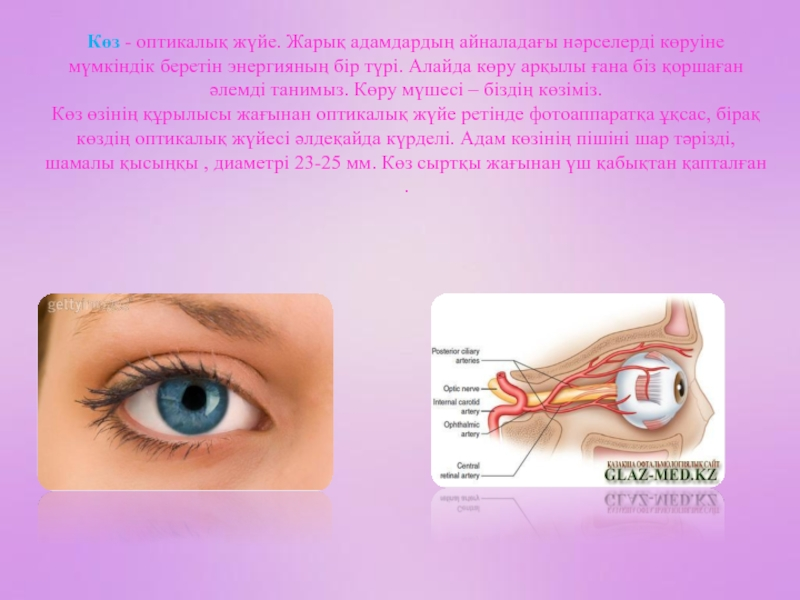 Көз - оптикалық жүйе. Жарық адамдардың айналадағы нәрселерді көруіне
мүмкіндік беретін энергияның бір түрі. Алайда көру арқылы ғана біз қоршаған
әлемді танимыз. Көру мүшесі – біздің көзіміз.
Көз өзінің құрылысы жағынан оптикалық жүйе ретінде фотоаппаратқа ұқсас, бірақ
көздің оптикалық жүйесі әлдеқайда күрделі. Адам көзінің пішіні шар тәрізді,
шамалы қысыңқы , диаметрі 23-25 мм. Көз сыртқы жағынан үш қабықтан қапталған
.
Posterior ciliary
arteries
Optic nerve
Internal carotid
artery
Ophthalmic
artery
Central
retinal artery
ҚАЗАҚША ОФТАЛЬМОЛОГИЯЛЫҚ САЙТ
GLAZ-MED.KZ